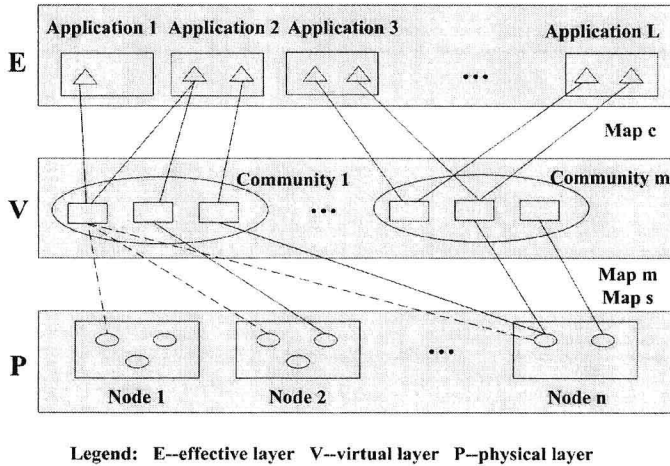 Application 1 Application 2 Application 3 Application L
E
...
Map c
Community 1 Community m
V
...
Map m
Map s
P
...
Node 1 Node 2 Node n
Legend: E--effective layer V--virtual layer P--physical layer